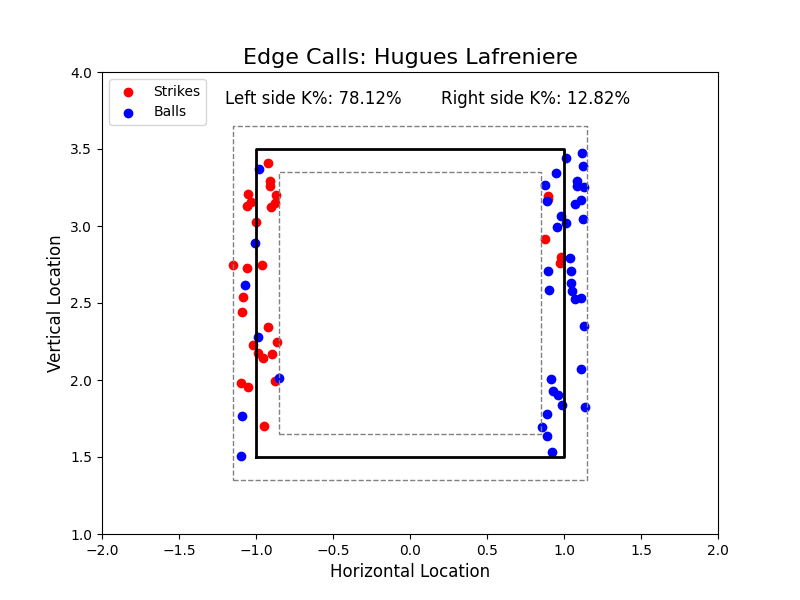 Edge Calls: Hugues Lafreniere
Strikes
Balls
Left side K%: 78.12%
Right side K%: 12.82%
4.0
3.5
3.0
2.5
2.0
1.5
1.0
Vertical Location
−2.0
−1.5
−1.0
−0.5
0.0
0.5
1.0
1.5
2.0
Horizontal Location